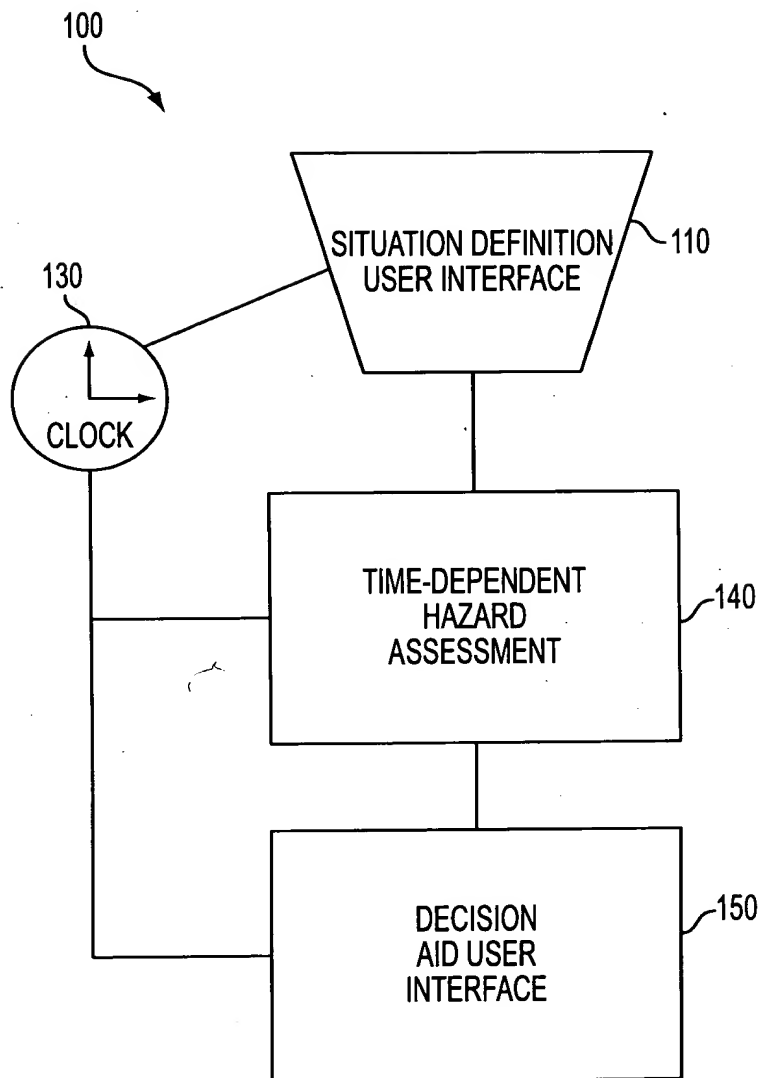 100
SITUATION DEFINITION
USER INTERFACE
110
130
CLOCK
TIME-DEPENDENT
HAZARD
ASSESSMENT
140
DECISION
AID USER
INTERFACE
150